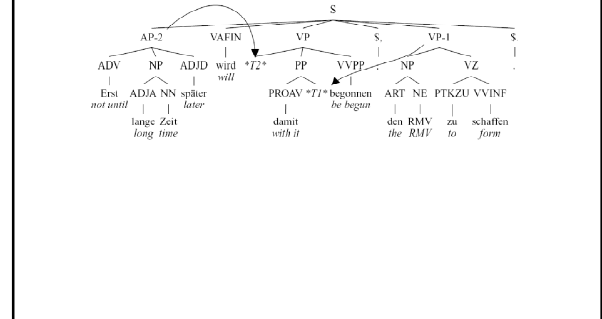 S
AP-2 VAFIN VP $, VP-1 $.
ADV NP ADJD wird *T2* PP VVPP , NP VZ .
will
Erst ADJA NN später PROAV *T1* begonnen ART NE PTKZU VVINF
not until later be begun
lange Zeit damit den RMV zu schaffen
long time with it the RMV to form